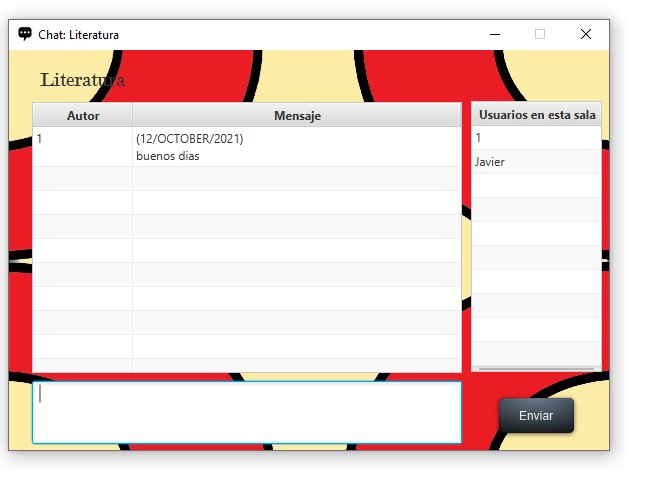 Chat: Literatura
Literatura
Autor
Mensaje
Usuarios en esta sala
1
(12/OCTOBER/2021)
buenos dias
1
Javier
Enviar